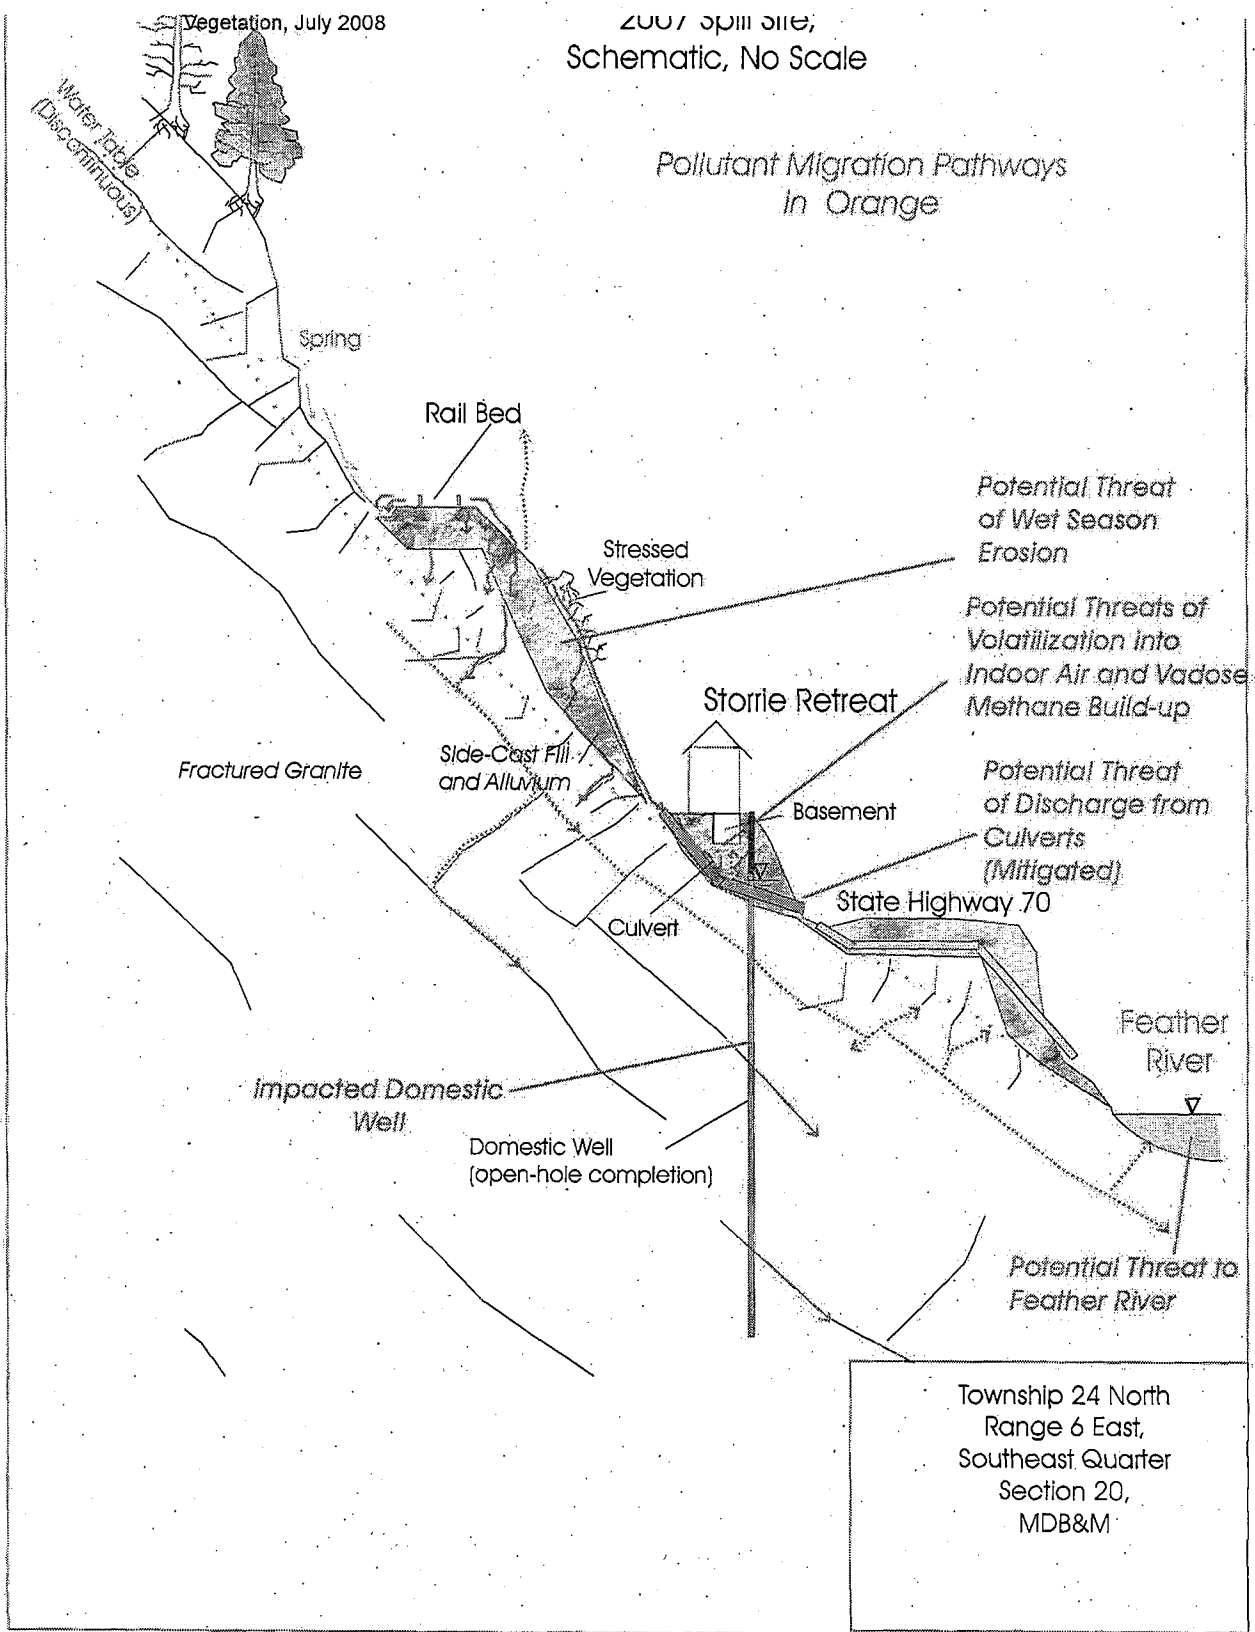 Vegetation, July 2008
2007 Spill Site,
Schematic, No Scale
Water Table
(Discontinuous)
Pollutant Migration Pathways
in Orange
Spring
Rail Bed
Potential Threat
of Wet Season
Erosion
Stressed
Vegetation
Potential Threats of
Volatilization Into
Indoor Air and Vadose
Methane Build-up
Storrie Retreat
Side-Cast Fill
and Alluvium
Fractured Granite
Potential Threat
of Discharge from
Culverts
(Mitigated)
Basement
State Highway 70
Culvert
Feather
River
Impacted Domestic
Well
Domestic Well
(open-hole completion)
Potential Threat to
Feather River
Township 24 North
Range 6 East,
Southeast Quarter
Section 20,
MDB&M